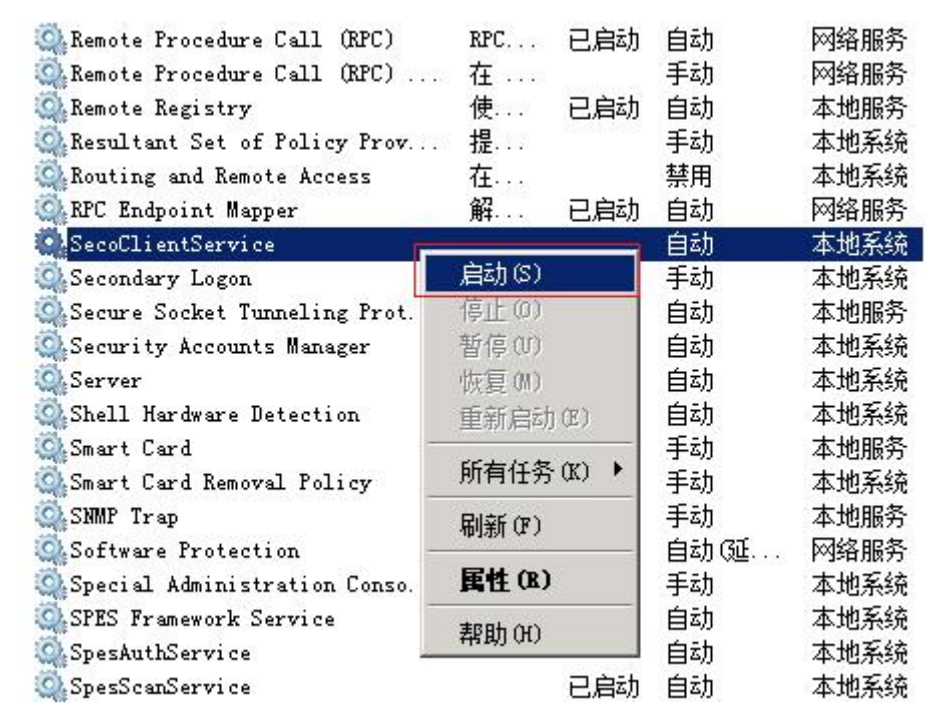 Remote Procedure Call (RPC) RPC... 已启动 自动 网络服务
Remote Procedure Call (RPC) ... 在 ... 手动 网络服务
Remote Registry 使... 已启动 自动 本地服务
Resultant Set of Policy Prov... 提... 手动 本地系统
Routing and Remote Access 在... 禁用 本地系统
RPC Endpoint Mapper 解... 已启动 自动 网络服务
SecoClientService 自动 本地系统
Secondary Logon 启动(S) 手动 本地系统
Secure Socket Tunneling Prot. 停止(O) 自动 本地服务
Security Accounts Manager 暂停(U) 自动 本地系统
Server 恢复(M) 自动 本地系统
Shell Hardware Detection 重新启动(E) 自动 本地系统
Smart Card 手动 本地服务
Smart Card Removal Policy 所有任务(K) 手动 本地系统
SNMP Trap 刷新(F) 手动 本地服务
Software Protection 自动(延... 网络服务
Special Administration Conso. 属性(R) 手动 本地系统
SPES Framework Service 自动 本地系统
SpesAuthService 帮助(H) 自动 本地系统
SpesScanService 已启动 自动 本地系统